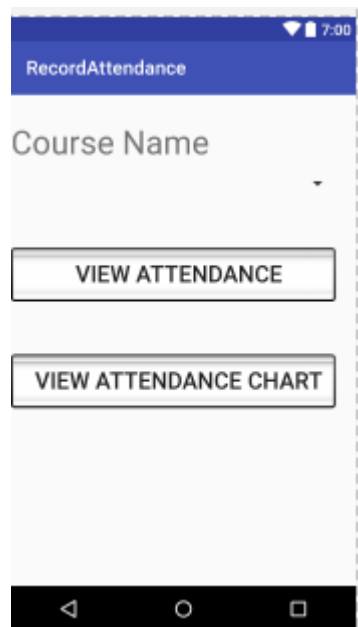 7:00
RecordAttendance
Course Name
VIEW ATTENDANCE
VIEW ATTENDANCE CHART